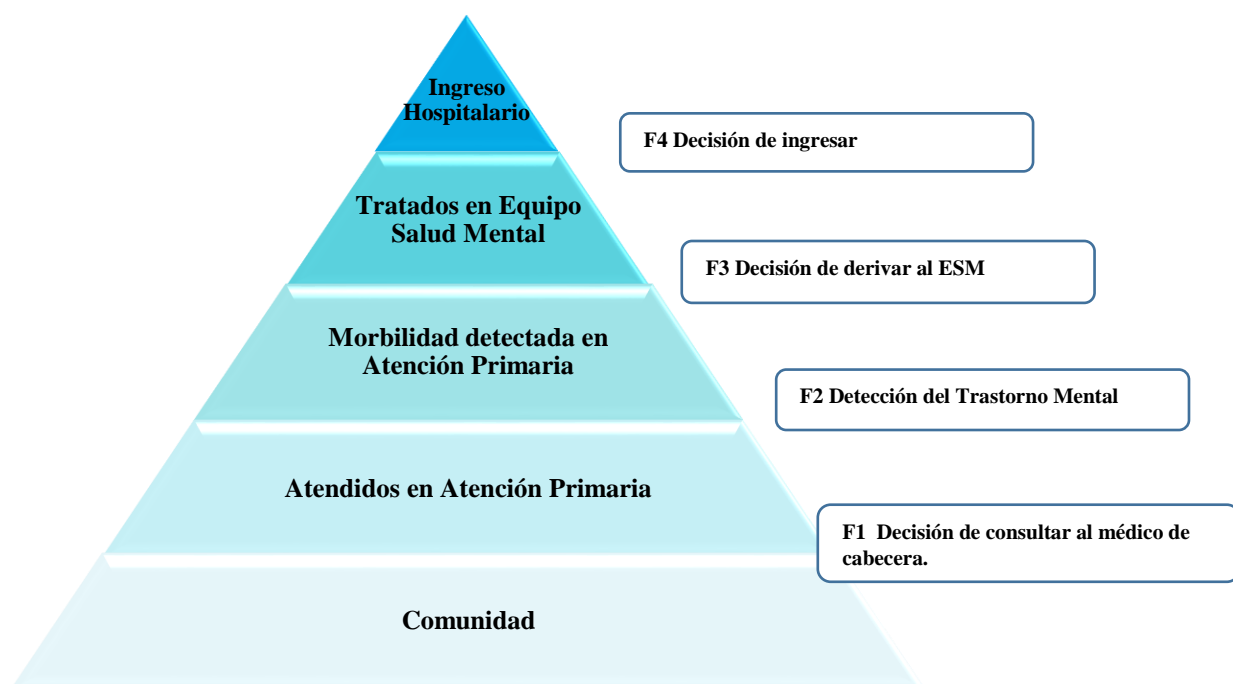 Ingreso
Hospitalario
F4 Decisión de ingresar
Tratados en Equipo
Salud Mental
F3 Decisión de derivar al ESM
Morbilidad detectada en
Atención Primaria
F2 Detección del Trastorno Mental
Atendidos en Atención Primaria
F1  Decisión de consultar al médico de
cabecera.
Comunidad